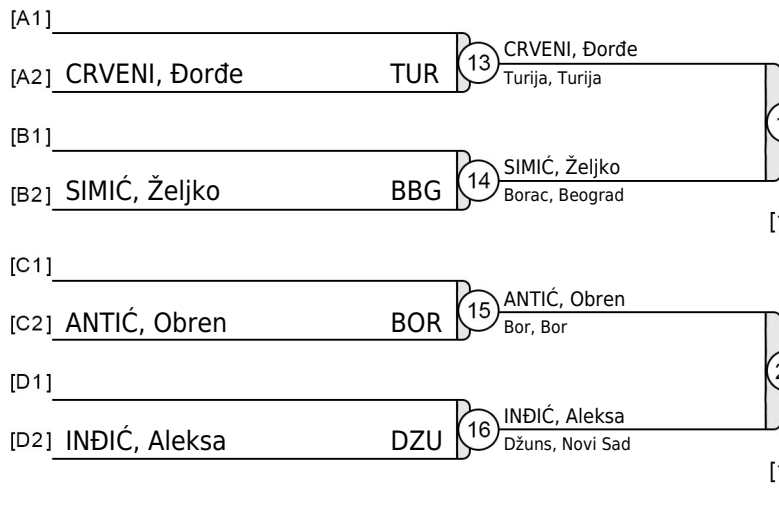 [A1]
[A2] CRVENI, Đorđe TUR
13 CRVENI, Đorđe
Turija, Turija
[B1]
[B2] SIMIĆ, Željko BBG
14 SIMIĆ, Željko
Borac, Beograd
[C1]
[C2] ANTIĆ, Obren BOR
15 ANTIĆ, Obren
Bor, Bor
[D1]
[D2] INĐIĆ, Aleksa DZU
16 INĐIĆ, Aleksa
Džuns, Novi Sad